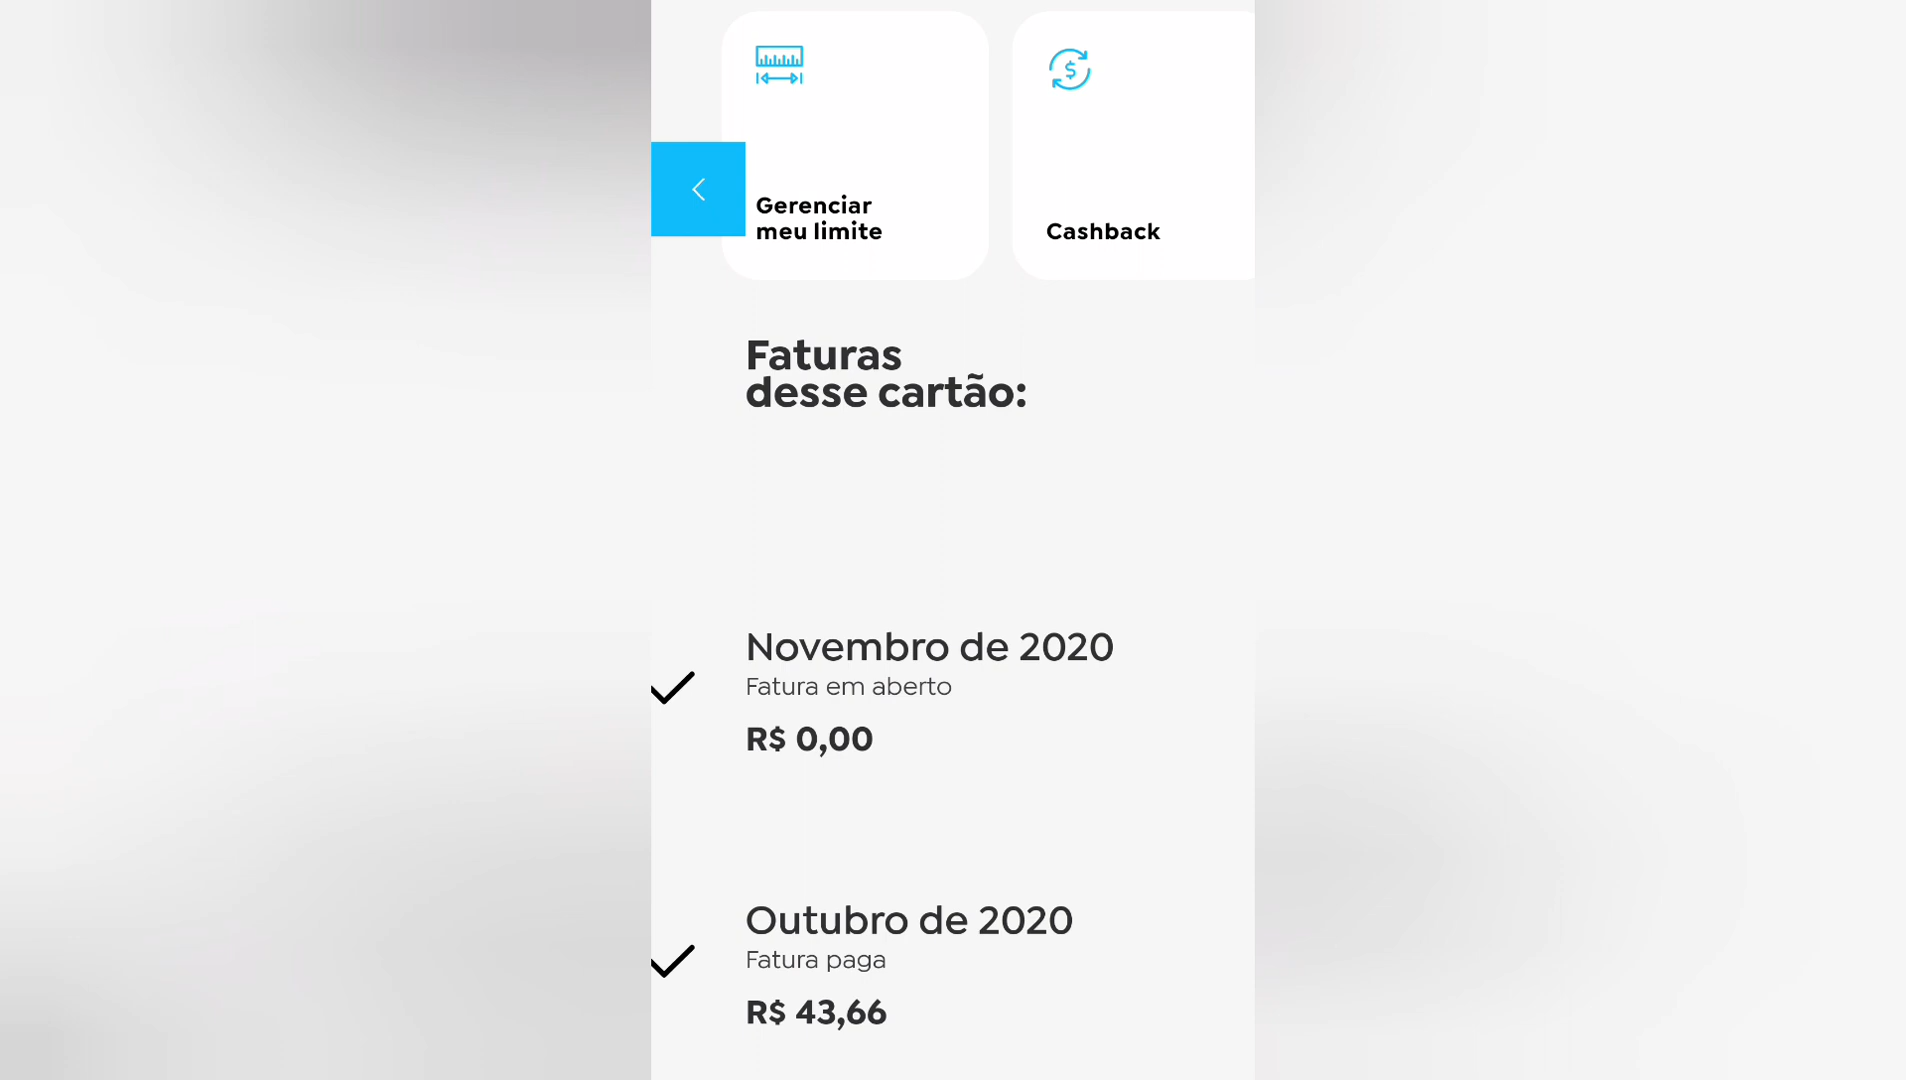 Gerenciar
meu limite
Cashback
Faturas
desse cartão:
Novembro de 2020
Fatura em aberto
R$ 0,00
Outubro de 2020
Fatura paga
R$ 43,66